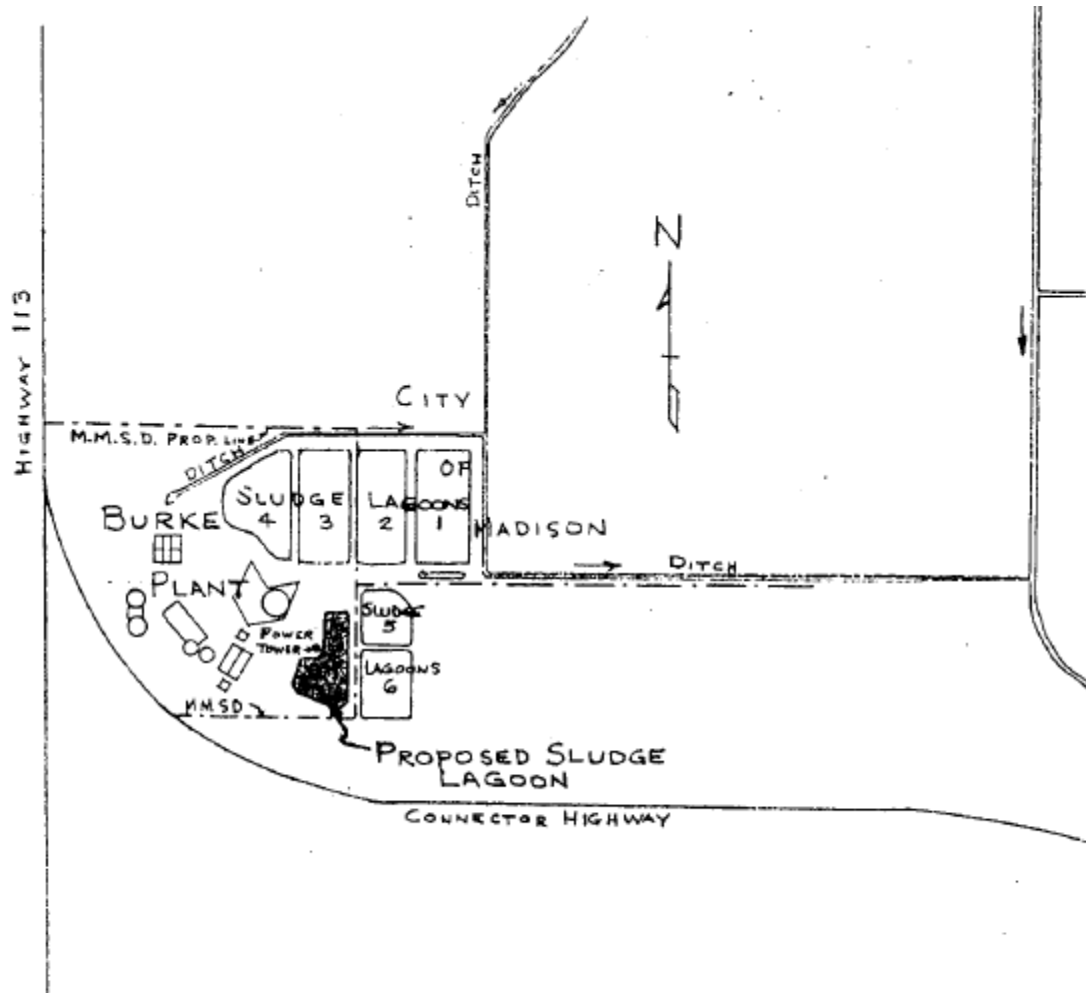 DITCH
N
HIGHWAY 113
CITY
M.M.S.D. PROP. LINE
DITCH
OF
SLUDGE LAGOONS
4 3 2 1
BURKE
MADISON
DITCH
PLANT
SLUDGE
5
POWER
TOWER
LAGOONS
6
M.M.S.D
PROPOSED SLUDGE
LAGOON
CONNECTOR HIGHWAY